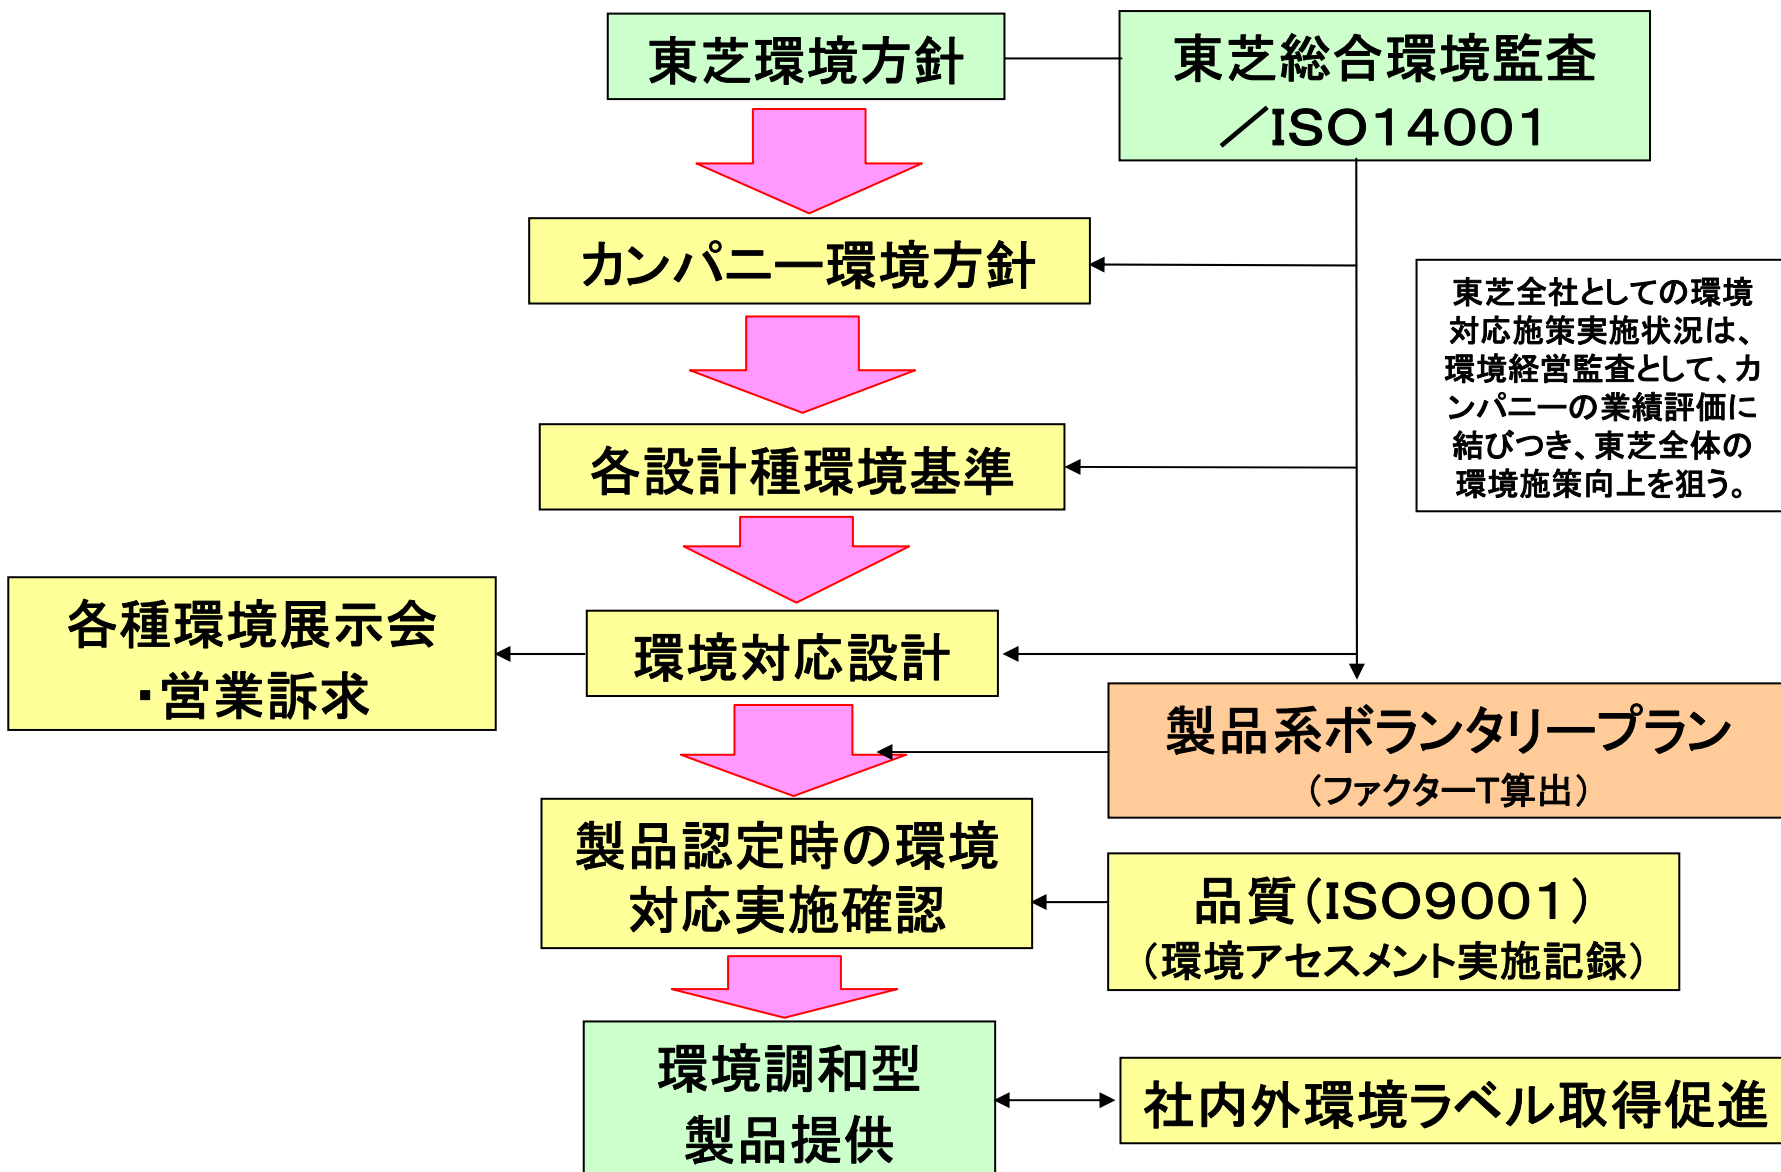 東芝環境方針
東芝総合環境監査
／ISO14001
カンパニー環境方針
東芝全社としての環境
対応施策実施状況は、
環境経営監査として、カ
ンパニーの業績評価に
結びつき、東芝全体の
環境施策向上を狙う。
各設計種環境基準
各種環境展示会
・営業訴求
環境対応設計
製品系ボランタリープラン
（ファクターT算出）
製品認定時の環境
対応実施確認
品質（ISO9001）
（環境アセスメント実施記録）
環境調和型
製品提供
社内外環境ラベル取得促進